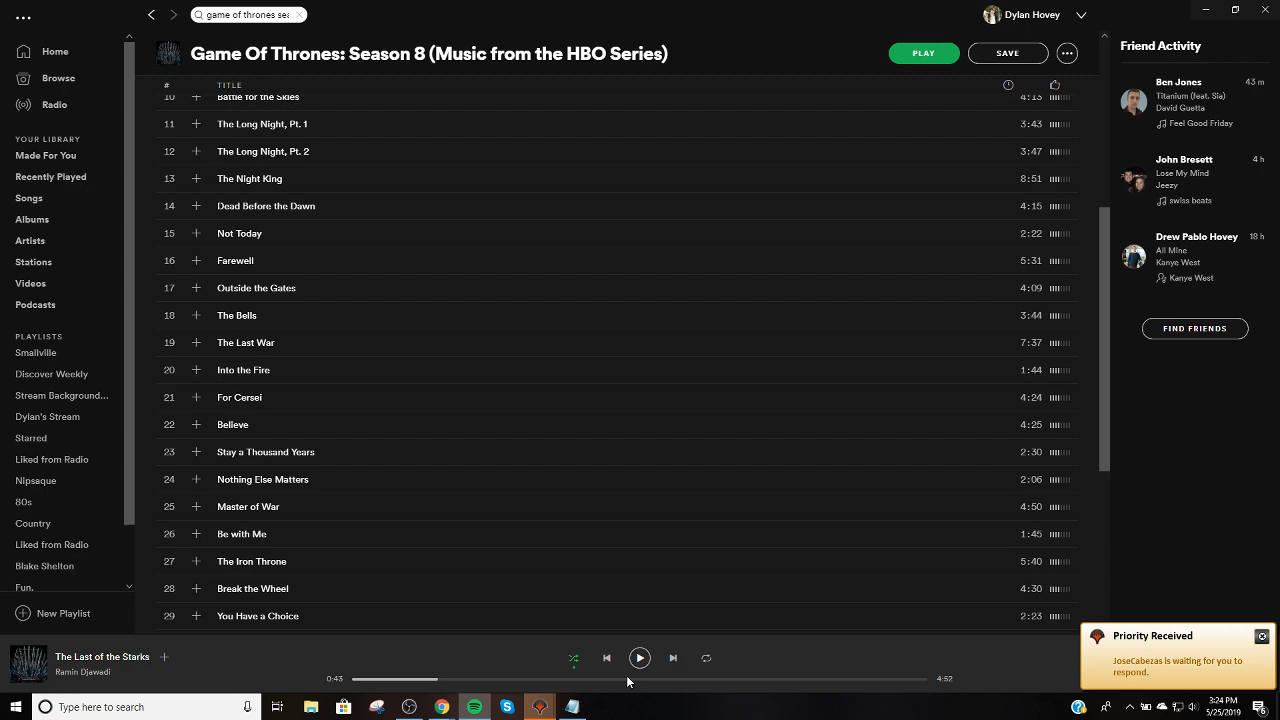 game of thrones sea
Dylan Hovey
Home
Browse
Radio
YOUR LIBRARY
Made For You
Recently Played
Songs
Albums
Artists
Stations
Videos
Podcasts
PLAYLISTS
Smallville
Discover Weekly
Stream Background...
Dylan's Stream
Starred
Liked from Radio
Nipsaque
80s
Country
Liked from Radio
Blake Shelton
Fun.
New Playlist
Game Of Thrones: Season 8 (Music from the HBO Series)
PLAY
SAVE
# TITLE
10 Battle for the Skies 4:13
11 The Long Night, Pt. 1 3:43
12 The Long Night, Pt. 2 3:47
13 The Night King 8:51
14 Dead Before the Dawn 4:15
15 Not Today 2:22
16 Farewell 5:31
17 Outside the Gates 4:09
18 The Bells 3:44
19 The Last War 7:37
20 Into the Fire 1:44
21 For Cersei 4:24
22 Believe 4:25
23 Stay a Thousand Years 2:30
24 Nothing Else Matters 2:06
25 Master of War 4:50
26 Be with Me 1:45
27 The Iron Throne 5:40
28 Break the Wheel 4:30
29 You Have a Choice 2:23
Friend Activity
Ben Jones 43 m
Titanium (feat. Sia)
David Guetta
Feel Good Friday
John Bresett 4 h
Lose My Mind
Jeezy
swiss beats
Drew Pablo Hovey 18 h
All Mine
Kanye West
Kanye West
FIND FRIENDS
Priority Received
JoseCabezas is waiting for you to
respond.
The Last of the Starks
Ramin Djawadi
0:43
4:52
Type here to search
3:24 PM
5/25/2019
6